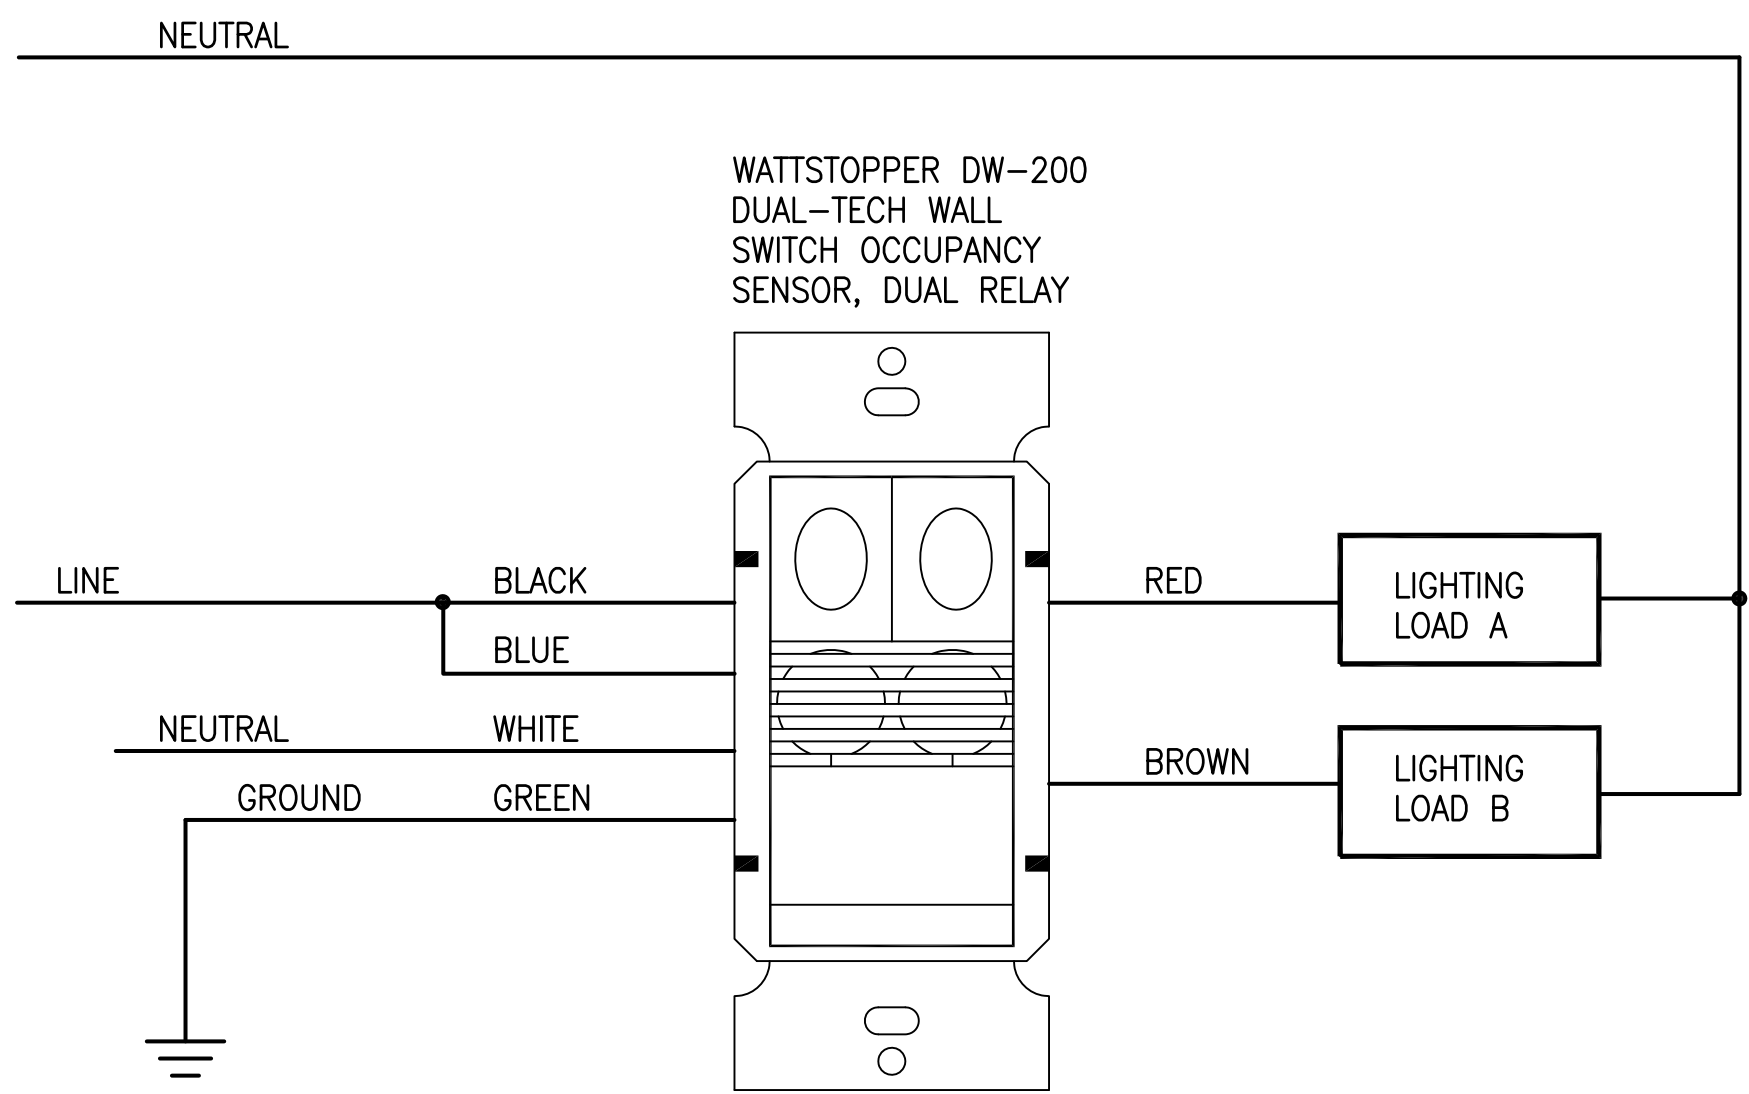 NEUTRAL
WATTSTOPPER DW-200
DUAL-TECH WALL
SWITCH OCCUPANCY
SENSOR, DUAL RELAY
LINE
BLACK
RED
LIGHTING
LOAD A
BLUE
NEUTRAL
WHITE
BROWN
LIGHTING
LOAD B
GROUND
GREEN